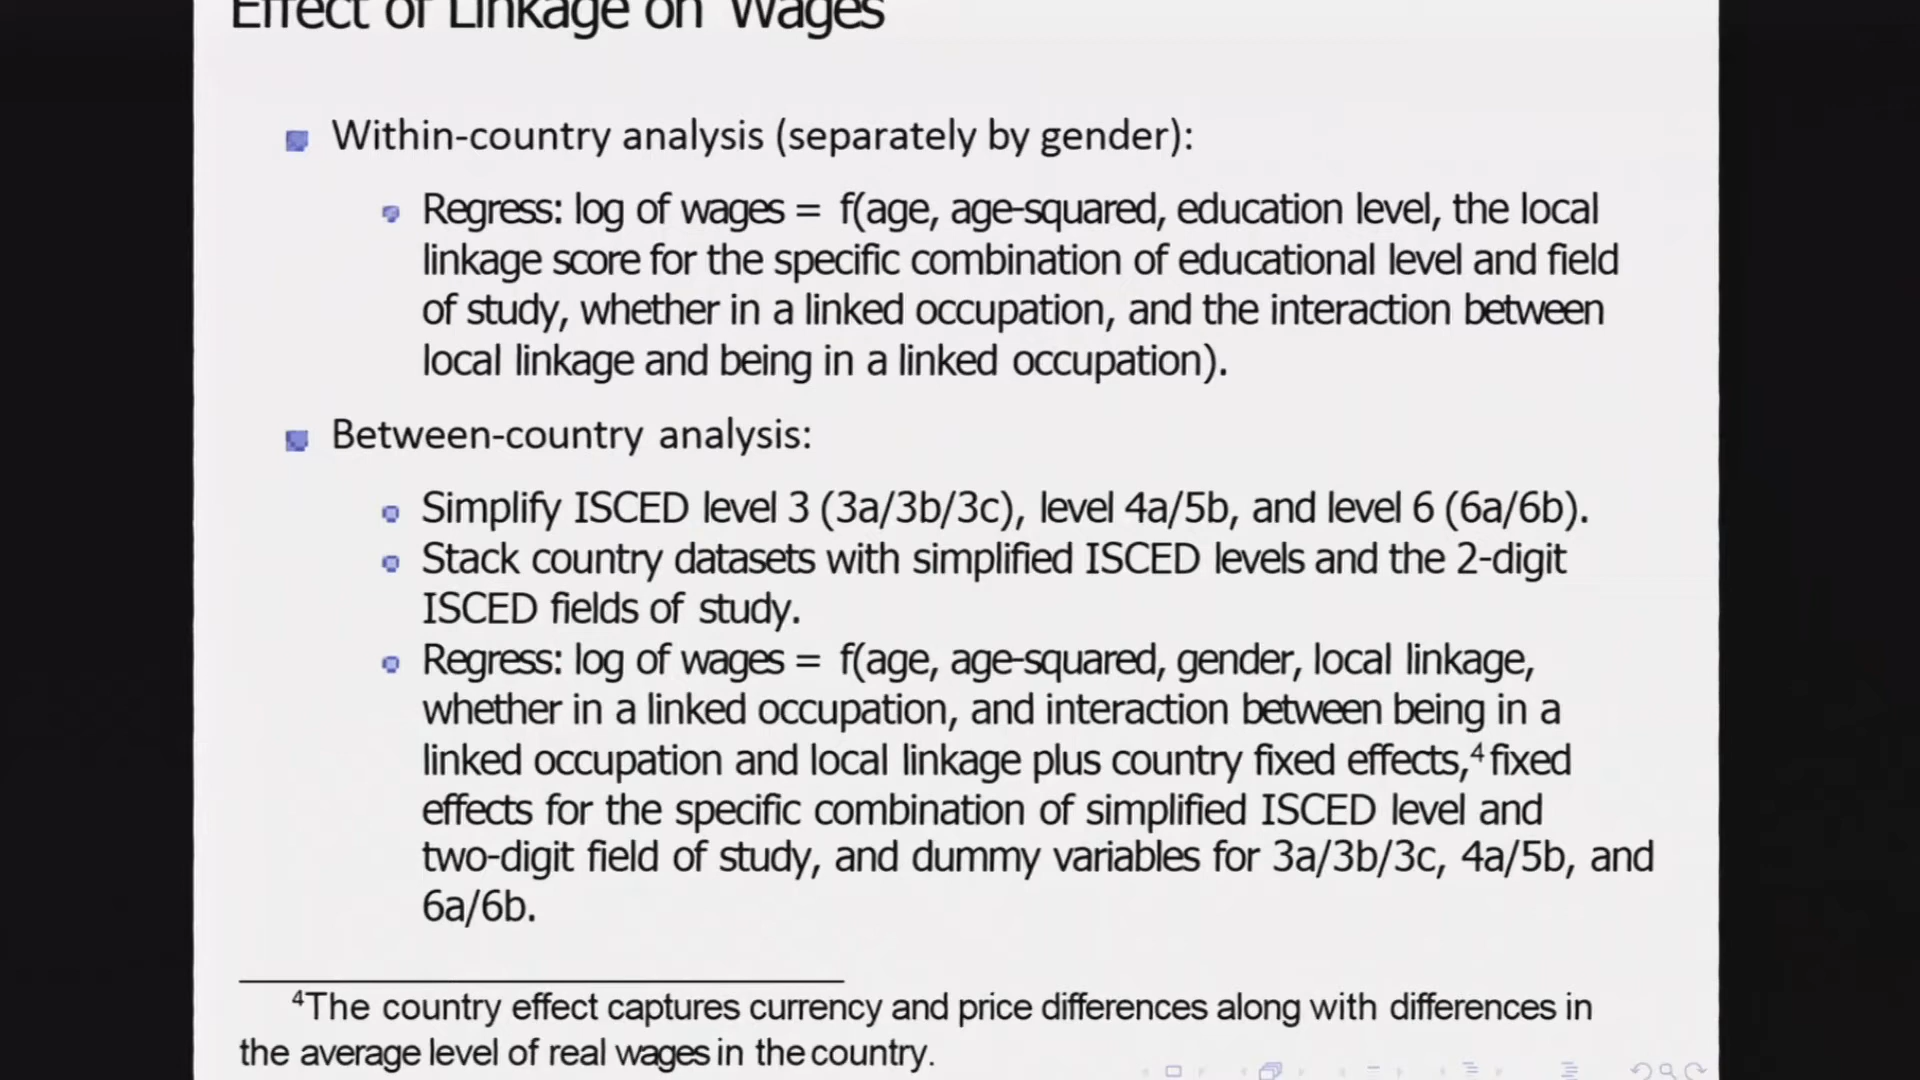 Effect of Linkage on Wages
Within-country analysis (separately by gender):
Regress: log of wages = f(age, age-squared, education level, the local
linkage score for the specific combination of educational level and field
of study, whether in a linked occupation, and the interaction between
local linkage and being in a linked occupation).
Between-country analysis:
Simplify ISCED level 3 (3a/3b/3c), level 4a/5b, and level 6 (6a/6b).
Stack country datasets with simplified ISCED levels and the 2-digit
ISCED fields of study.
Regress: log of wages = f(age, age-squared, gender, local linkage,
whether in a linked occupation, and interaction between being in a
linked occupation and local linkage plus country fixed effects,⁴ fixed
effects for the specific combination of simplified ISCED level and
two-digit field of study, and dummy variables for 3a/3b/3c, 4a/5b, and
6a/6b.
⁴The country effect captures currency and price differences along with differences in
the average level of real wages in the country.